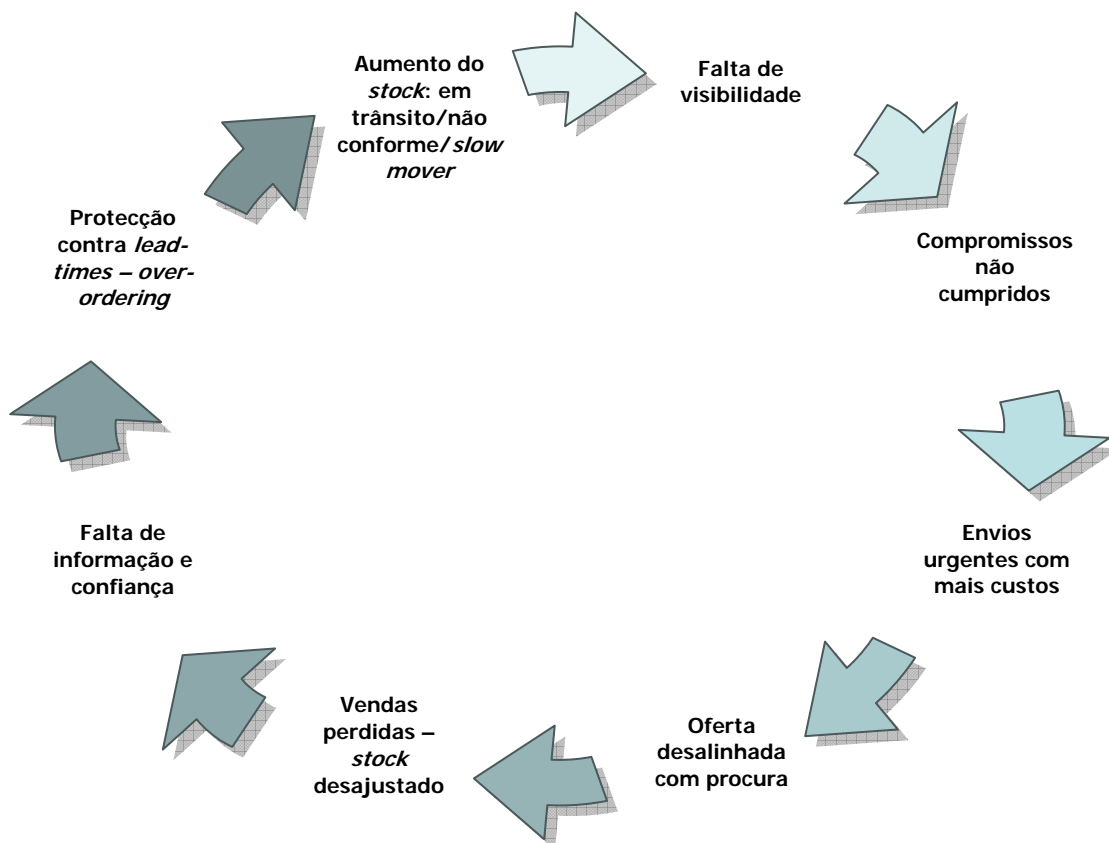 Aumento do
stock: em
trânsito/não
conforme/slow
mover
Falta de
visibilidade
Compromissos
não
cumpridos
Envios
urgentes com
mais custos
Oferta
desalinhada
com procura
Vendas
perdidas –
stock
desajustado
Falta de
informação e
confiança
Protecção
contra lead-
times – over-
ordering